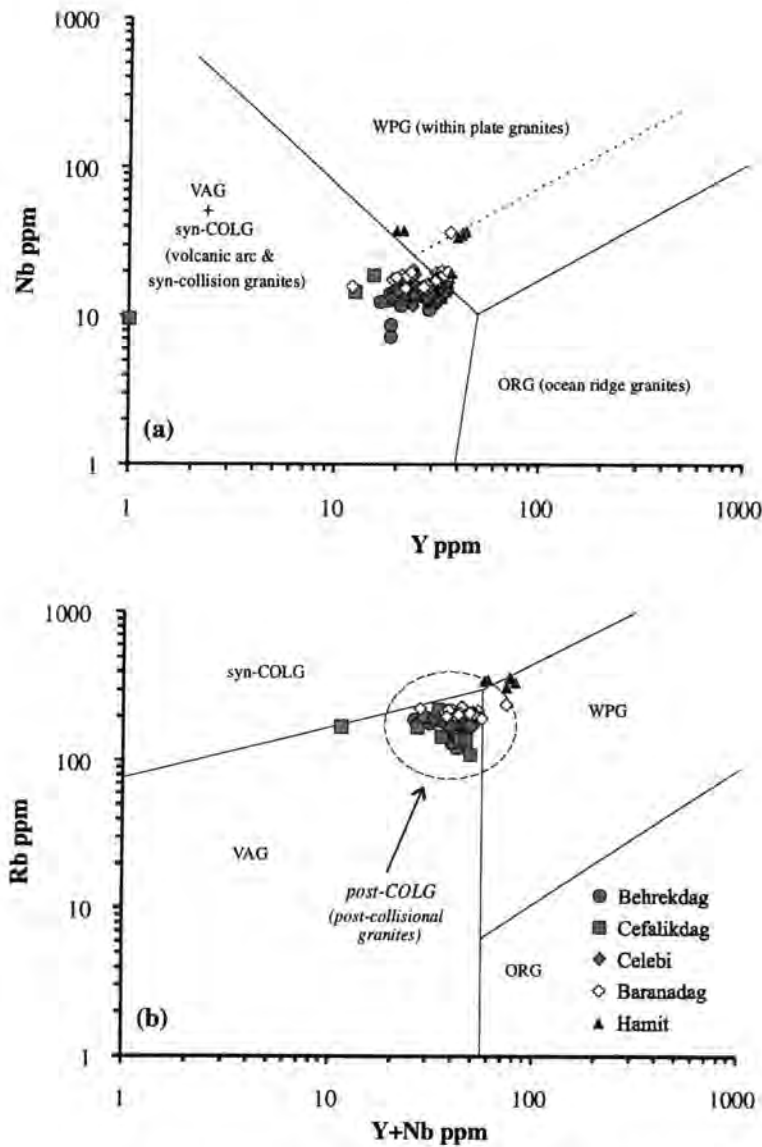 1000
100
10
1
Nb ppm
WPG (within plate granites)
VAG
+
syn-COLG
(volcanic arc &
syn-collision granites)
ORG (ocean ridge granites)
(a)
1
10
100
1000
Y ppm
1000
100
10
1
Rb ppm
syn-COLG
WPG
VAG
post-COLG
(post-collisional
granites)
ORG
Behrekdag
Cefalikdag
Celebi
Baranadag
Hamit
(b)
1
10
100
1000
Y+Nb ppm